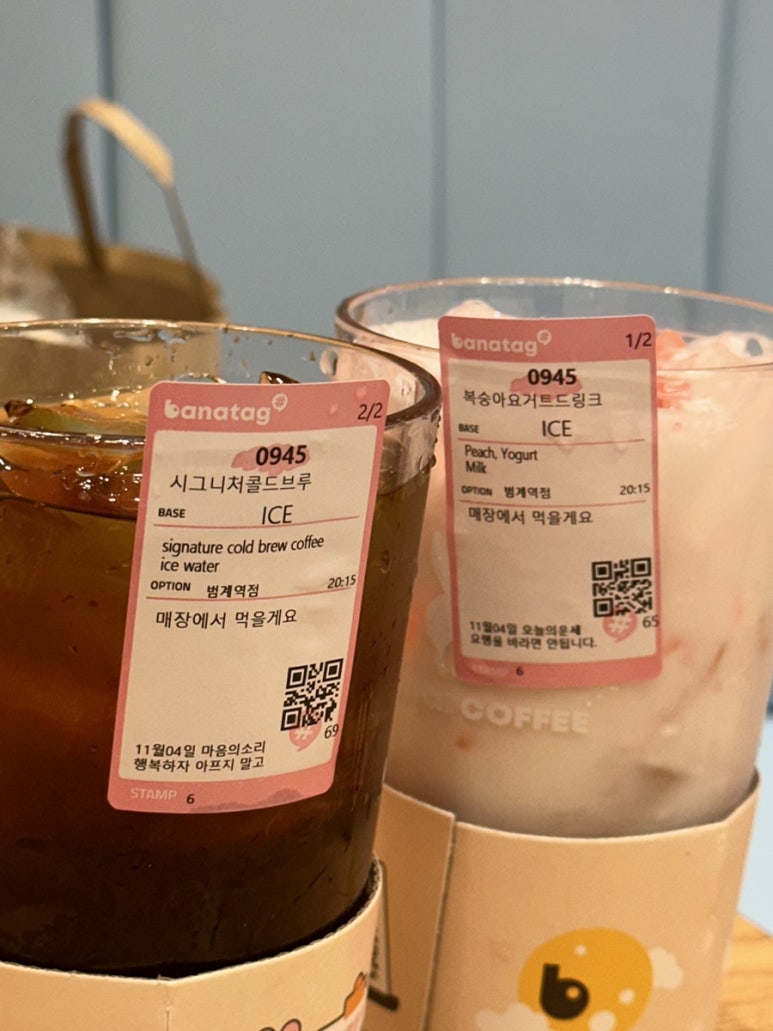 banatag#
2/2
0945
시그니처콜드브루
BASE ICE
signature cold brew coffee
ice water
OPTION 범계역점 20:15
매장에서 먹을게요
#
69
11월04일 마음의소리
행복하자 아프지 말고
STAMP 6
banatag#
1/2
0945
복숭아요거트드링크
BASE ICE
Peach, Yogurt
Milk
OPTION 범계역점 20:15
매장에서 먹을게요
#
65
11월04일 오늘의운세
요행을 바라면 안됩니다.
STAMP 6
COFFEE
b